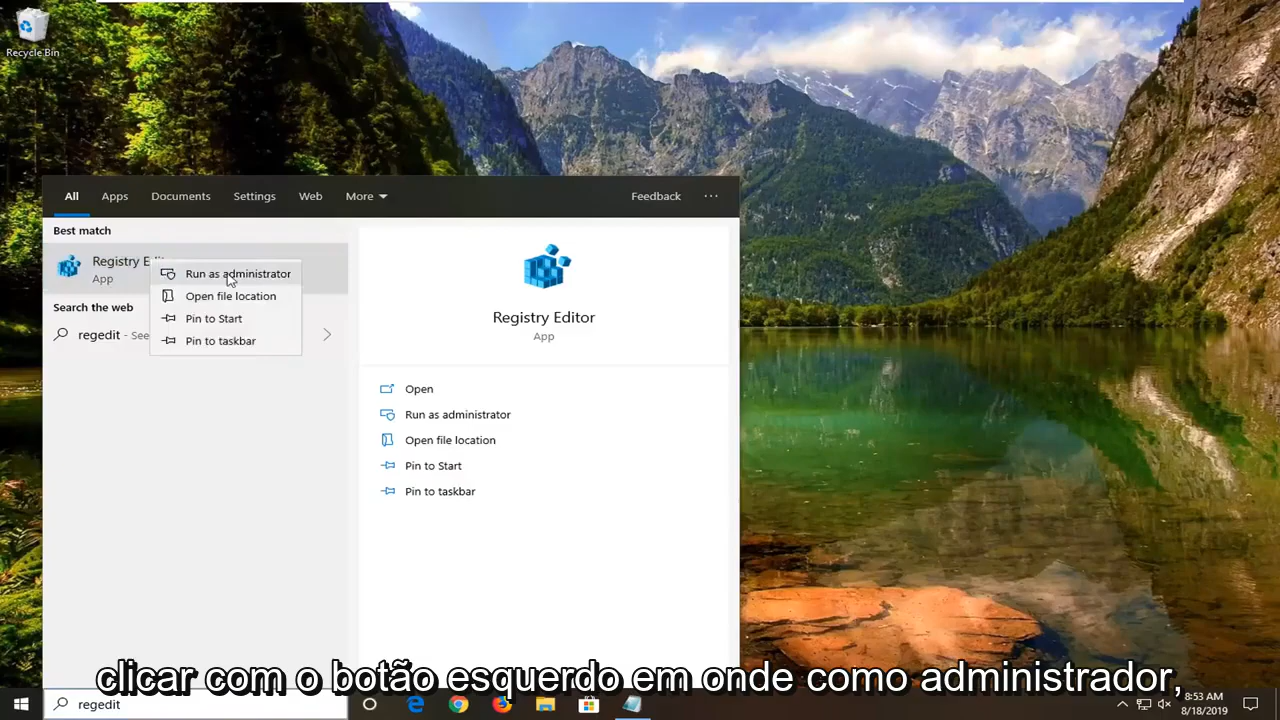 Recycle Bin
All Apps Documents Settings Web More Feedback ...
Best match
Registry
App
Run as administrator
Open file location
Pin to Start
Pin to taskbar
Search the web
regedit - See
Registry Editor
App
Open
Run as administrator
Open file location
Pin to Start
Pin to taskbar
clicar com o botão esquerdo em onde como administrador,
regedit
8:53 AM
8/18/2019